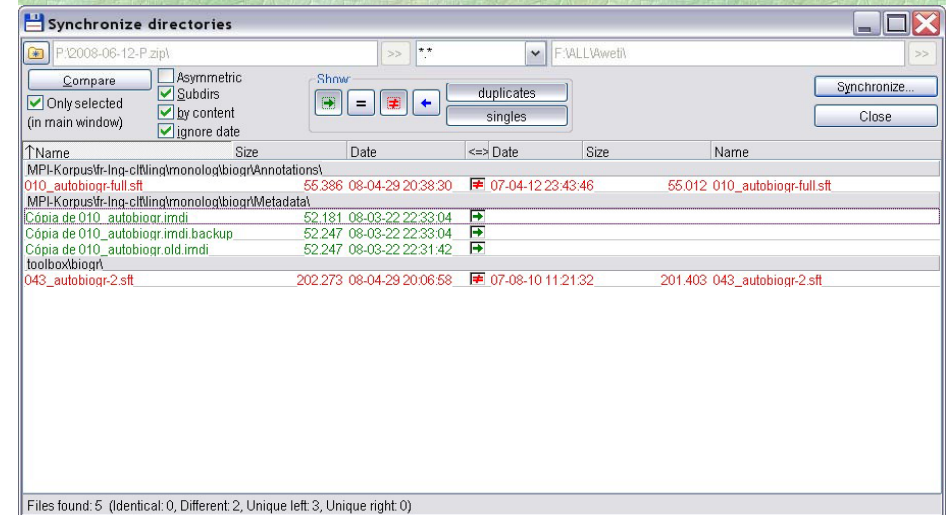 Synchronize directories
P:\2008-06-12-P.zip\ >> *.* F:\ALL\Aweti\ >>
Compare Asymmetric Show: Synchronize...
Subdirs duplicates
Only selected = singles
(in main window) by content Close
ignore date
Name Size Date <=> Date Size Name
MPI-Korpus\fr-lng-clt\ling\monolog\biogr\Annotations\
010_autobiogr-full.sft 55.386 08-04-29 20:38:30 ≠ 07-04-12 23:43:46 55.012 010_autobiogr-full.sft
MPI-Korpus\fr-lng-clt\ling\monolog\biogr\Metadata\
Cópia de 010_autobiogr.imdi 52.181 08-03-22 22:33:04
Cópia de 010_autobiogr.imdi.backup 52.247 08-03-22 22:33:04
Cópia de 010_autobiogr.old.imdi 52.247 08-03-22 22:31:42
toolbox\biogr\
043_autobiogr-2.sft 202.273 08-04-29 20:06:58 ≠ 07-08-10 11:21:32 201.403 043_autobiogr-2.sft
Files found: 5 (Identical: 0, Different: 2, Unique left: 3, Unique right: 0)